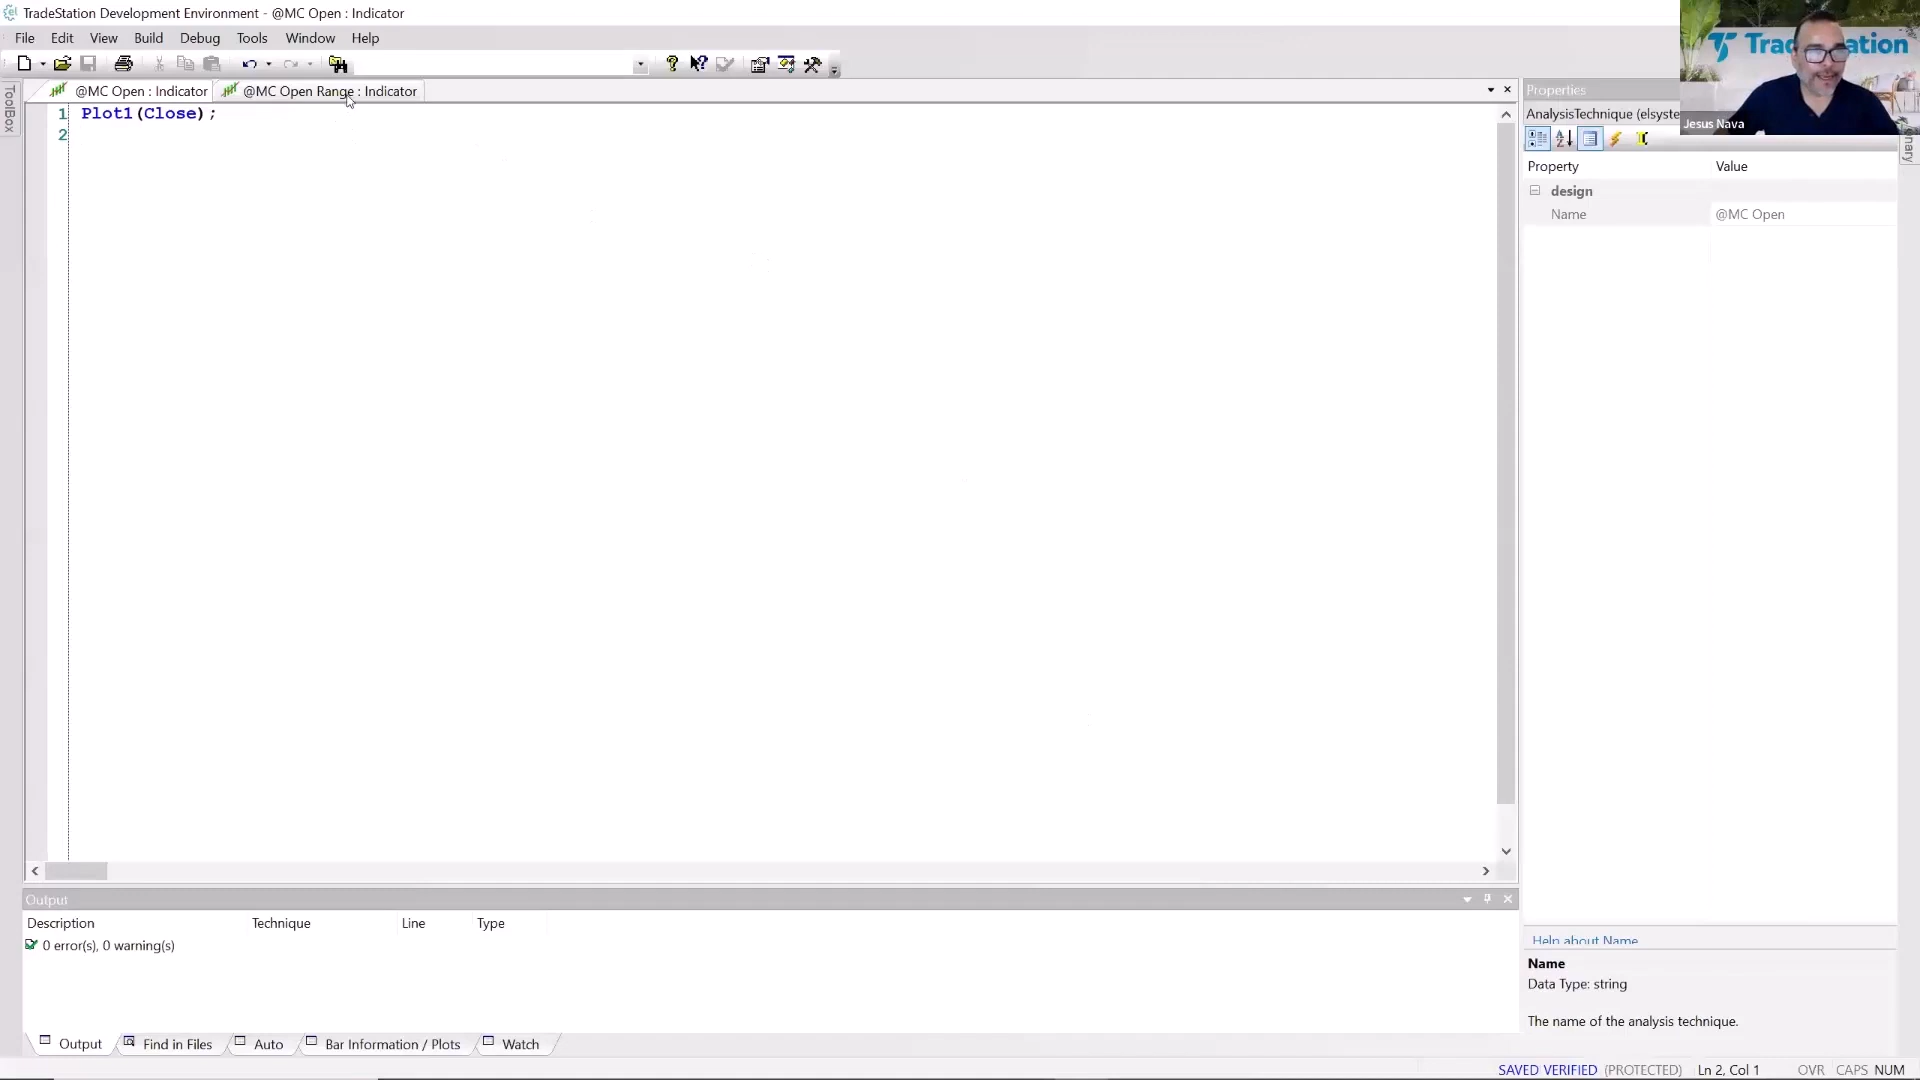 TradeStation Development Environment - @MC Open : Indicator
File Edit View Build Debug Tools Window Help
@MC Open : Indicator @MC Open Range : Indicator
1 Plot1(Close);
2
ToolBox
Properties
AnalysisTechnique (elsyste
Jesus Nava
Property Value
design
Name @MC Open
Output
Description Technique Line Type
0 error(s), 0 warning(s)
Help about Name
Name
Data Type: string
The name of the analysis technique.
Output Find in Files Auto Bar Information / Plots Watch
SAVED VERIFIED (PROTECTED) Ln 2, Col 1 OVR CAPS NUM